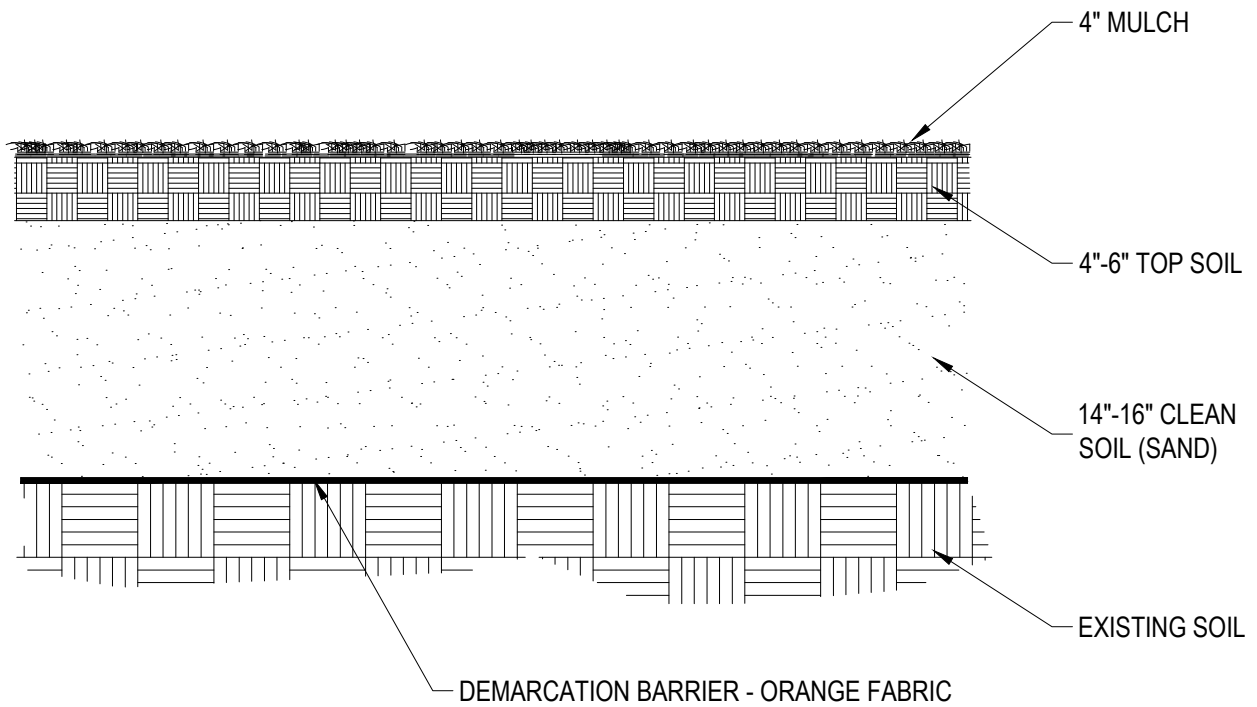 4" MULCH
4"-6" TOP SOIL
14"-16" CLEAN
SOIL (SAND)
EXISTING SOIL
DEMARCATION BARRIER - ORANGE FABRIC